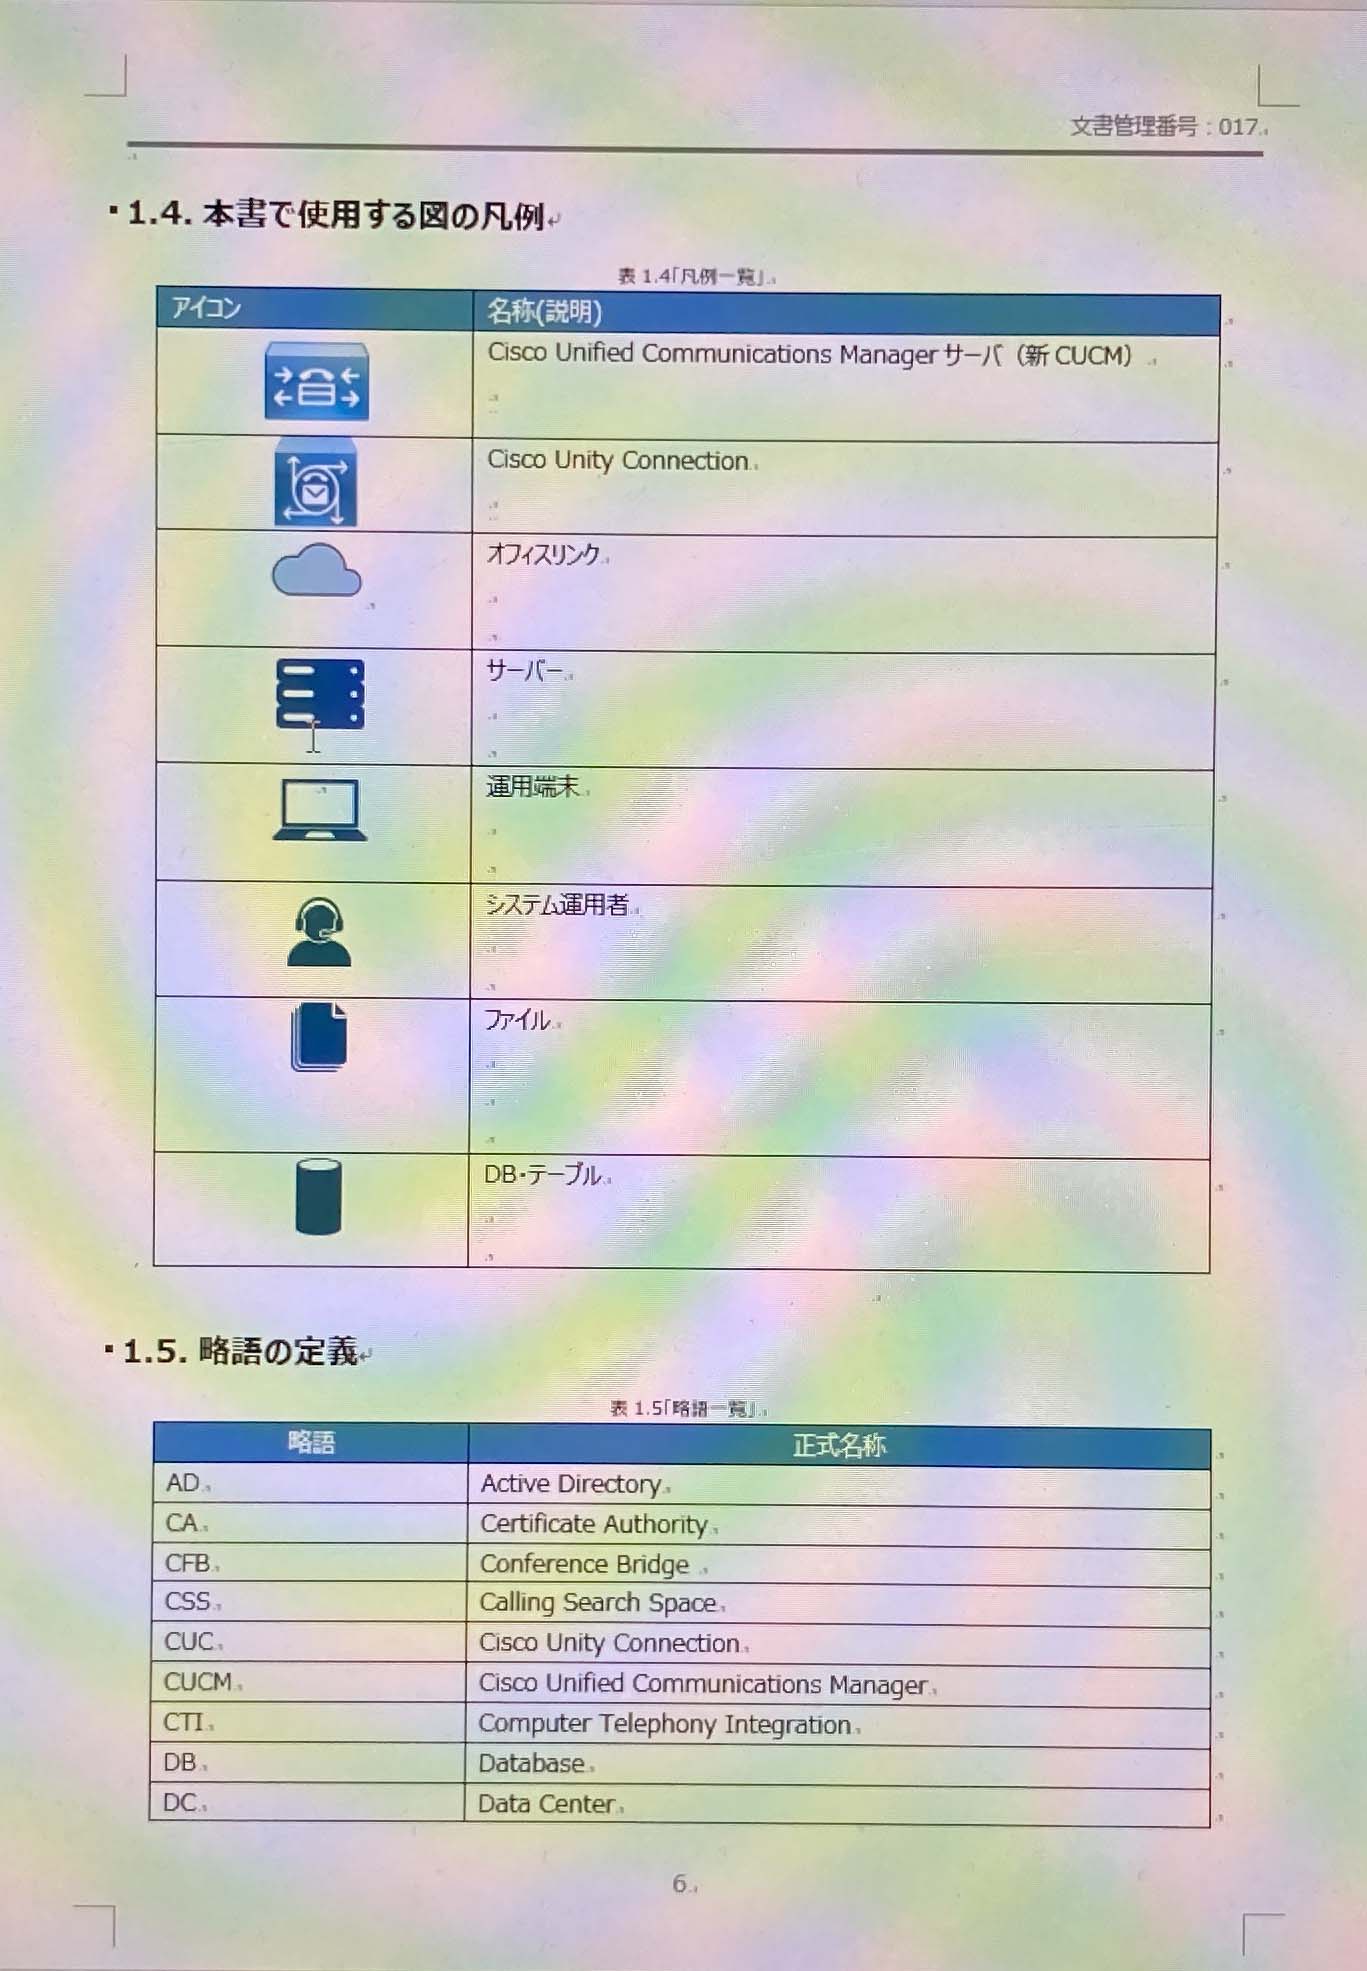 文書管理番号：017
1.4. 本書で使用する図の凡例
表 1.4「凡例一覧」
アイコン 名称(説明)
Cisco Unified Communications Manager サーバ（新 CUCM）
Cisco Unity Connection
オフィスリンク
サーバー
運用端末
システム運用者
ファイル
DB・テーブル
1.5. 略語の定義
表 1.5「略語一覧」
略語 正式名称
AD Active Directory
CA Certificate Authority
CFB Conference Bridge
CSS Calling Search Space
CUC Cisco Unity Connection
CUCM Cisco Unified Communications Manager
CTI Computer Telephony Integration
DB Database
DC Data Center
6